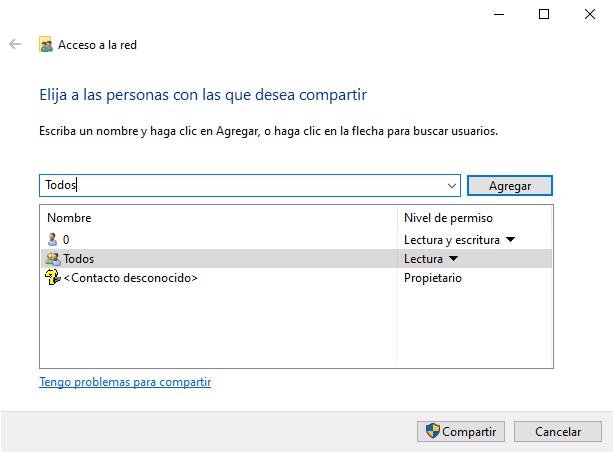 Acceso a la red
Elija a las personas con las que desea compartir
Escriba un nombre y haga clic en Agregar, o haga clic en la flecha para buscar usuarios.
Todos Agregar
Nombre Nivel de permiso
0 Lectura y escritura
Todos Lectura
<Contacto desconocido> Propietario
Tengo problemas para compartir
Compartir Cancelar